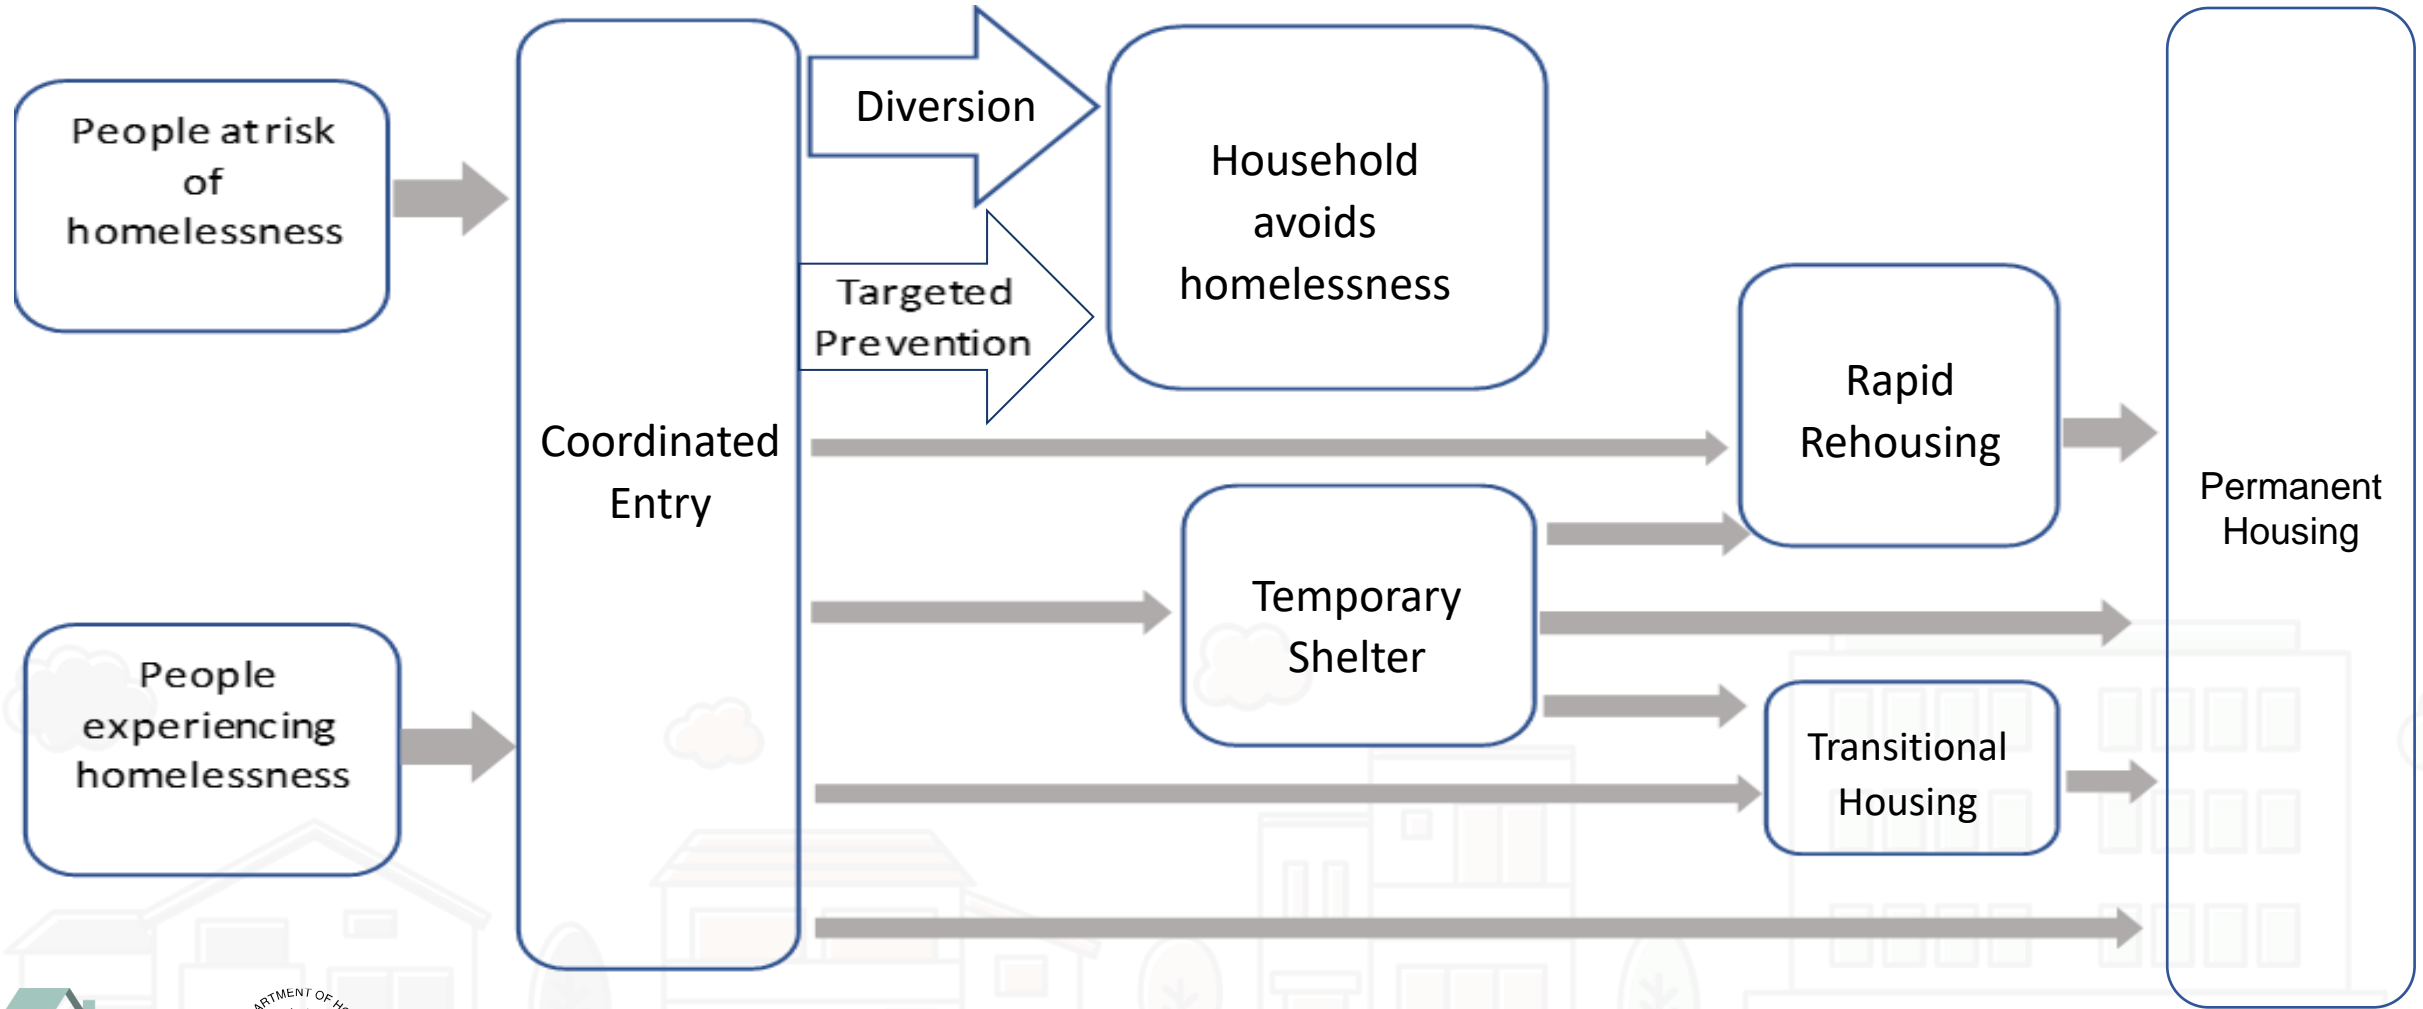 People at risk
of
homelessness
People
experiencing
homelessness
Coordinated
Entry
Diversion
Targeted
Prevention
Household
avoids
homelessness
Temporary
Shelter
Rapid
Rehousing
Transitional
Housing
Permanent
Housing